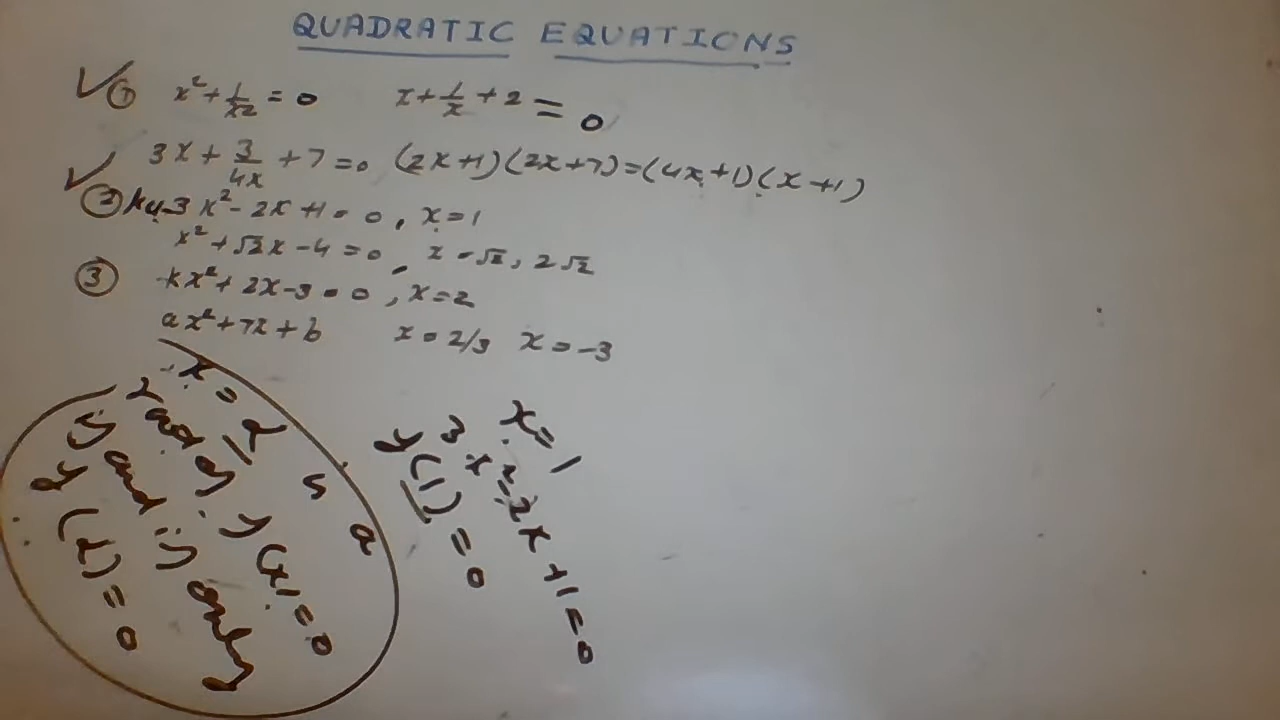 QUADRATIC EQUATIONS
① x² + 1/x2 = 0 x + 1/x + 2 = 0
3x + 3/4x + 7 = 0 (2x+1)(2x+7)=(4x+1)(x+1)
② 3x² - 2x + 1 = 0, x = 1
x² + √2x - 4 = 0, x = √2, 2√2
③ kx² + 2x - 3 = 0, x = 2
ax² + 7x + b x = 2/3 x = -3
x = α is a
root of y(x) = 0
if and if only
y(α) = 0
x = 1
3x² - 2x + 1 = 0
y(1) = 0